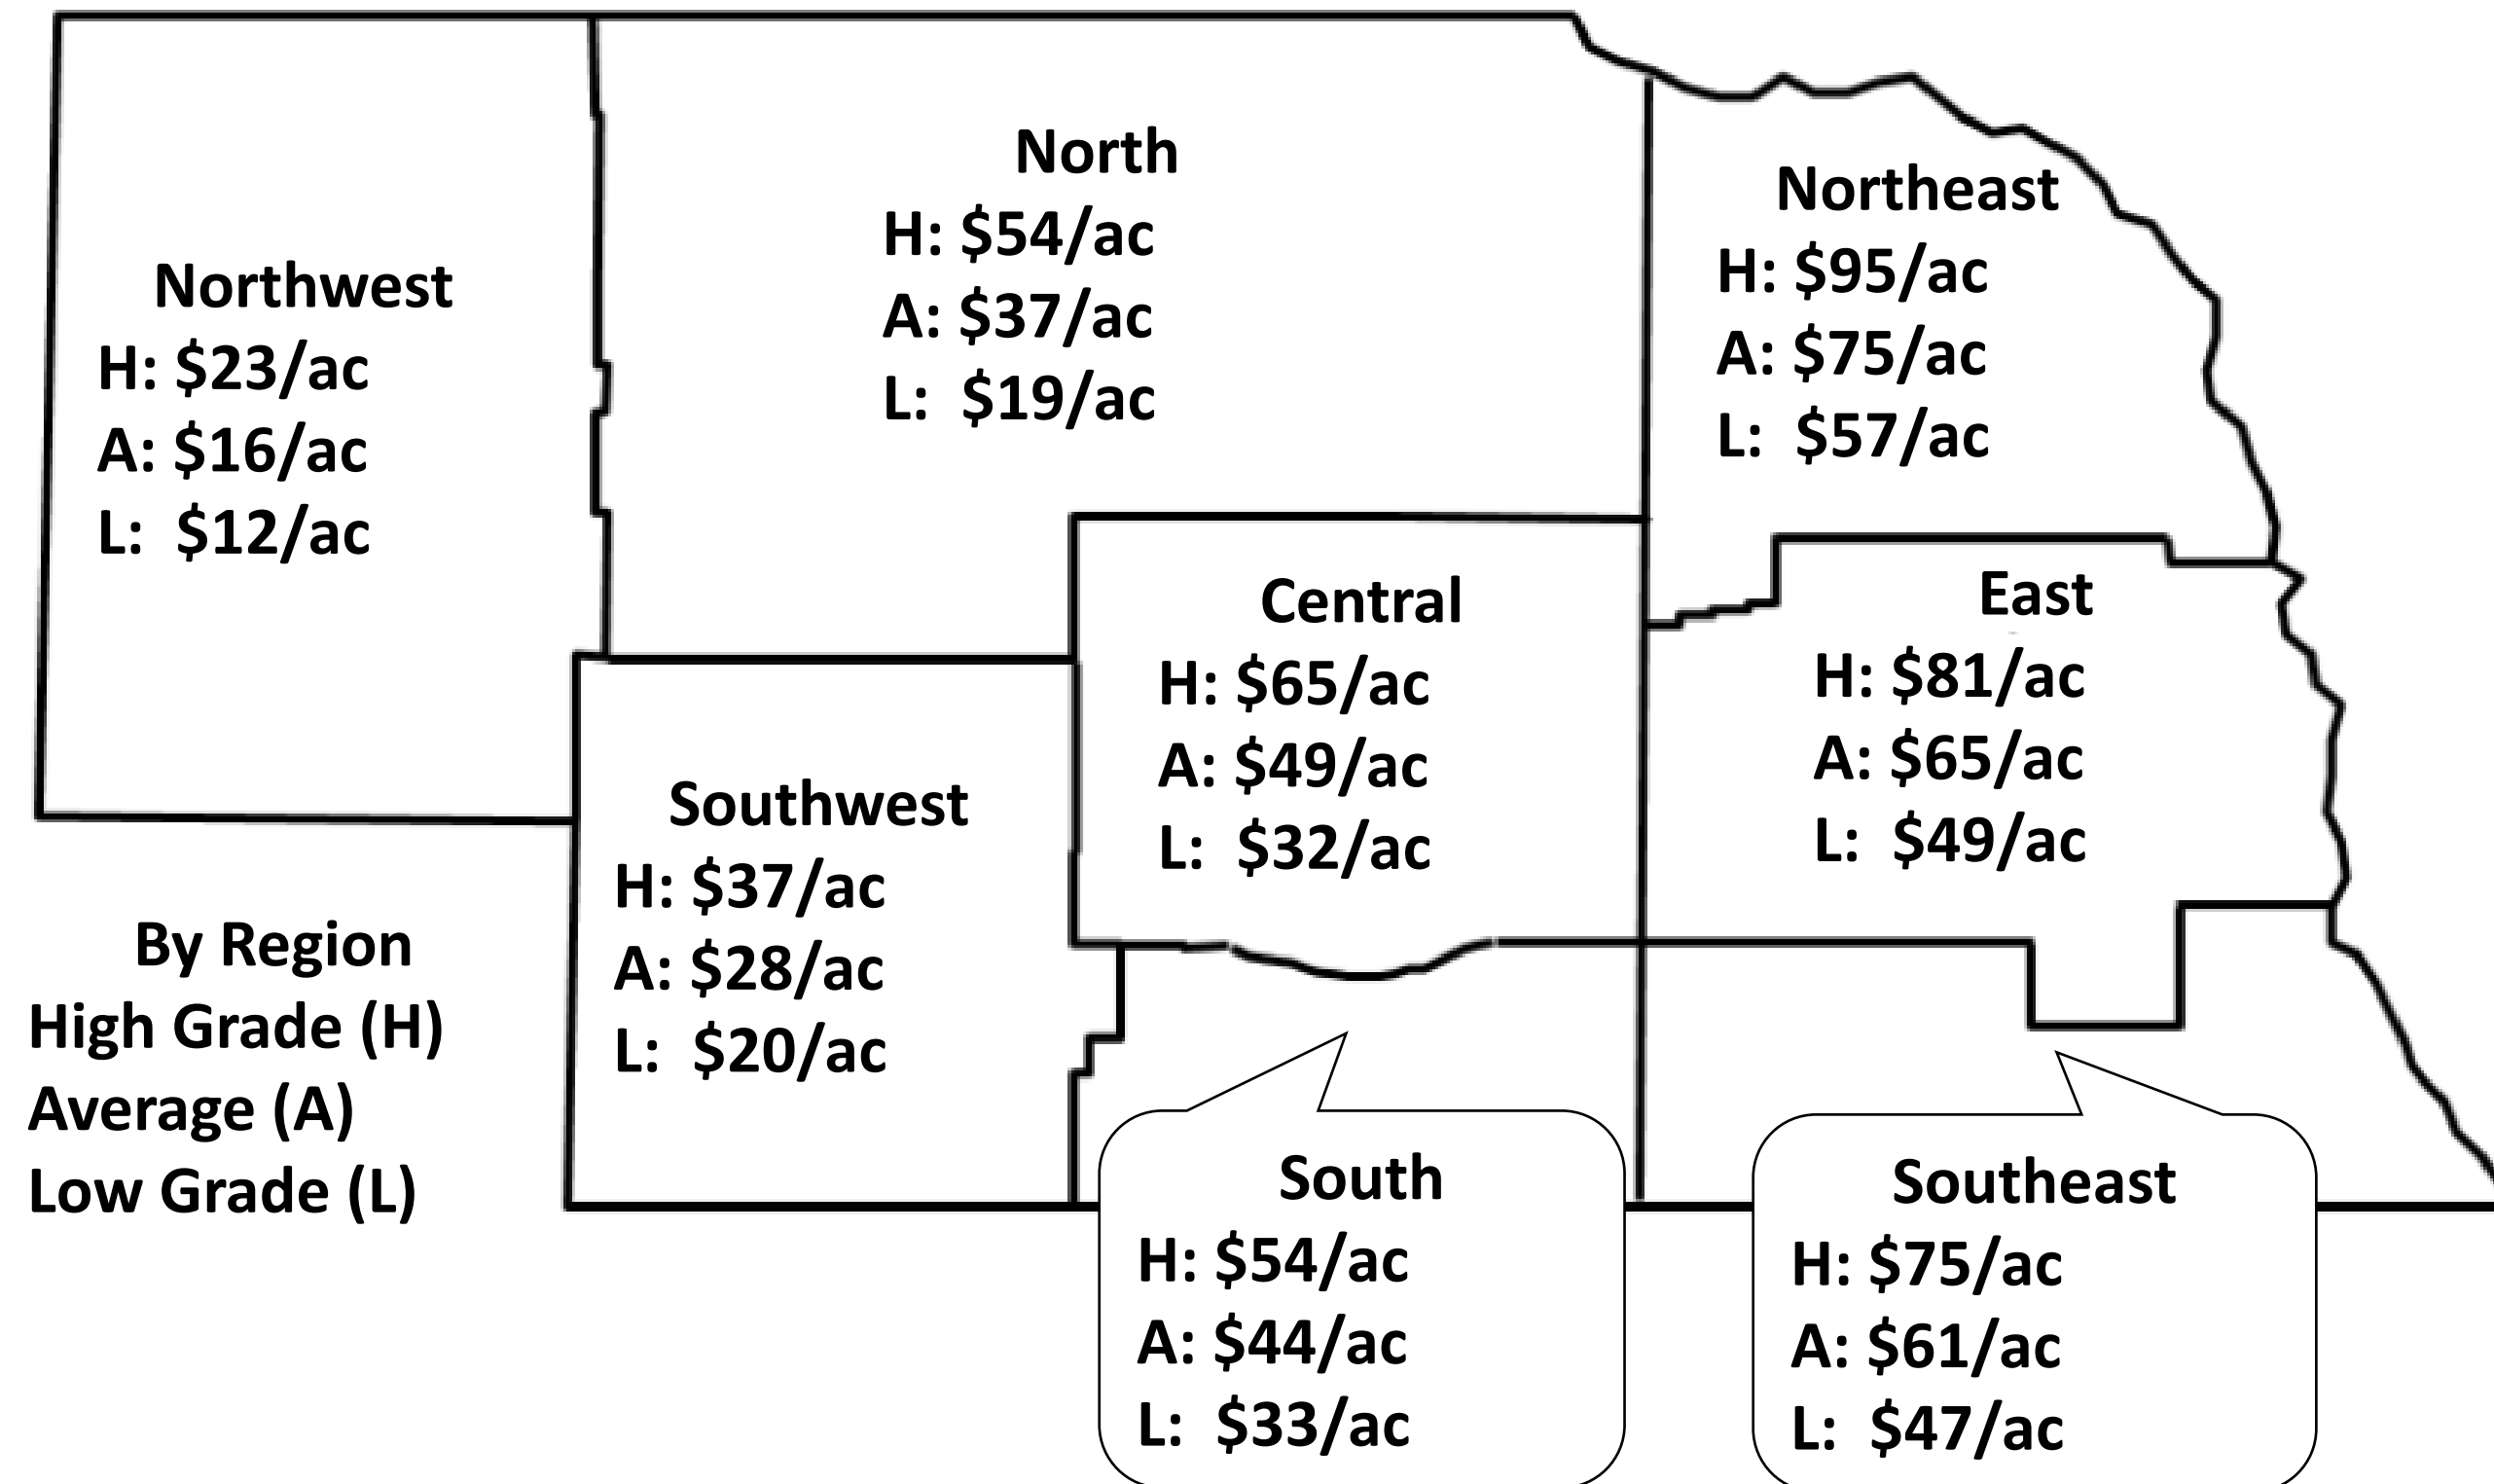 North
H: $54/ac
A: $37/ac
L: $19/ac
Northeast
H: $95/ac
A: $75/ac
L: $57/ac
Northwest
H: $23/ac
A: $16/ac
L: $12/ac
Central
H: $65/ac
A: $49/ac
L: $32/ac
East
H: $81/ac
A: $65/ac
L: $49/ac
Southwest
H: $37/ac
A: $28/ac
L: $20/ac
By Region
High Grade (H)
Average (A)
Low Grade (L)
South
H: $54/ac
A: $44/ac
L: $33/ac
Southeast
H: $75/ac
A: $61/ac
L: $47/ac